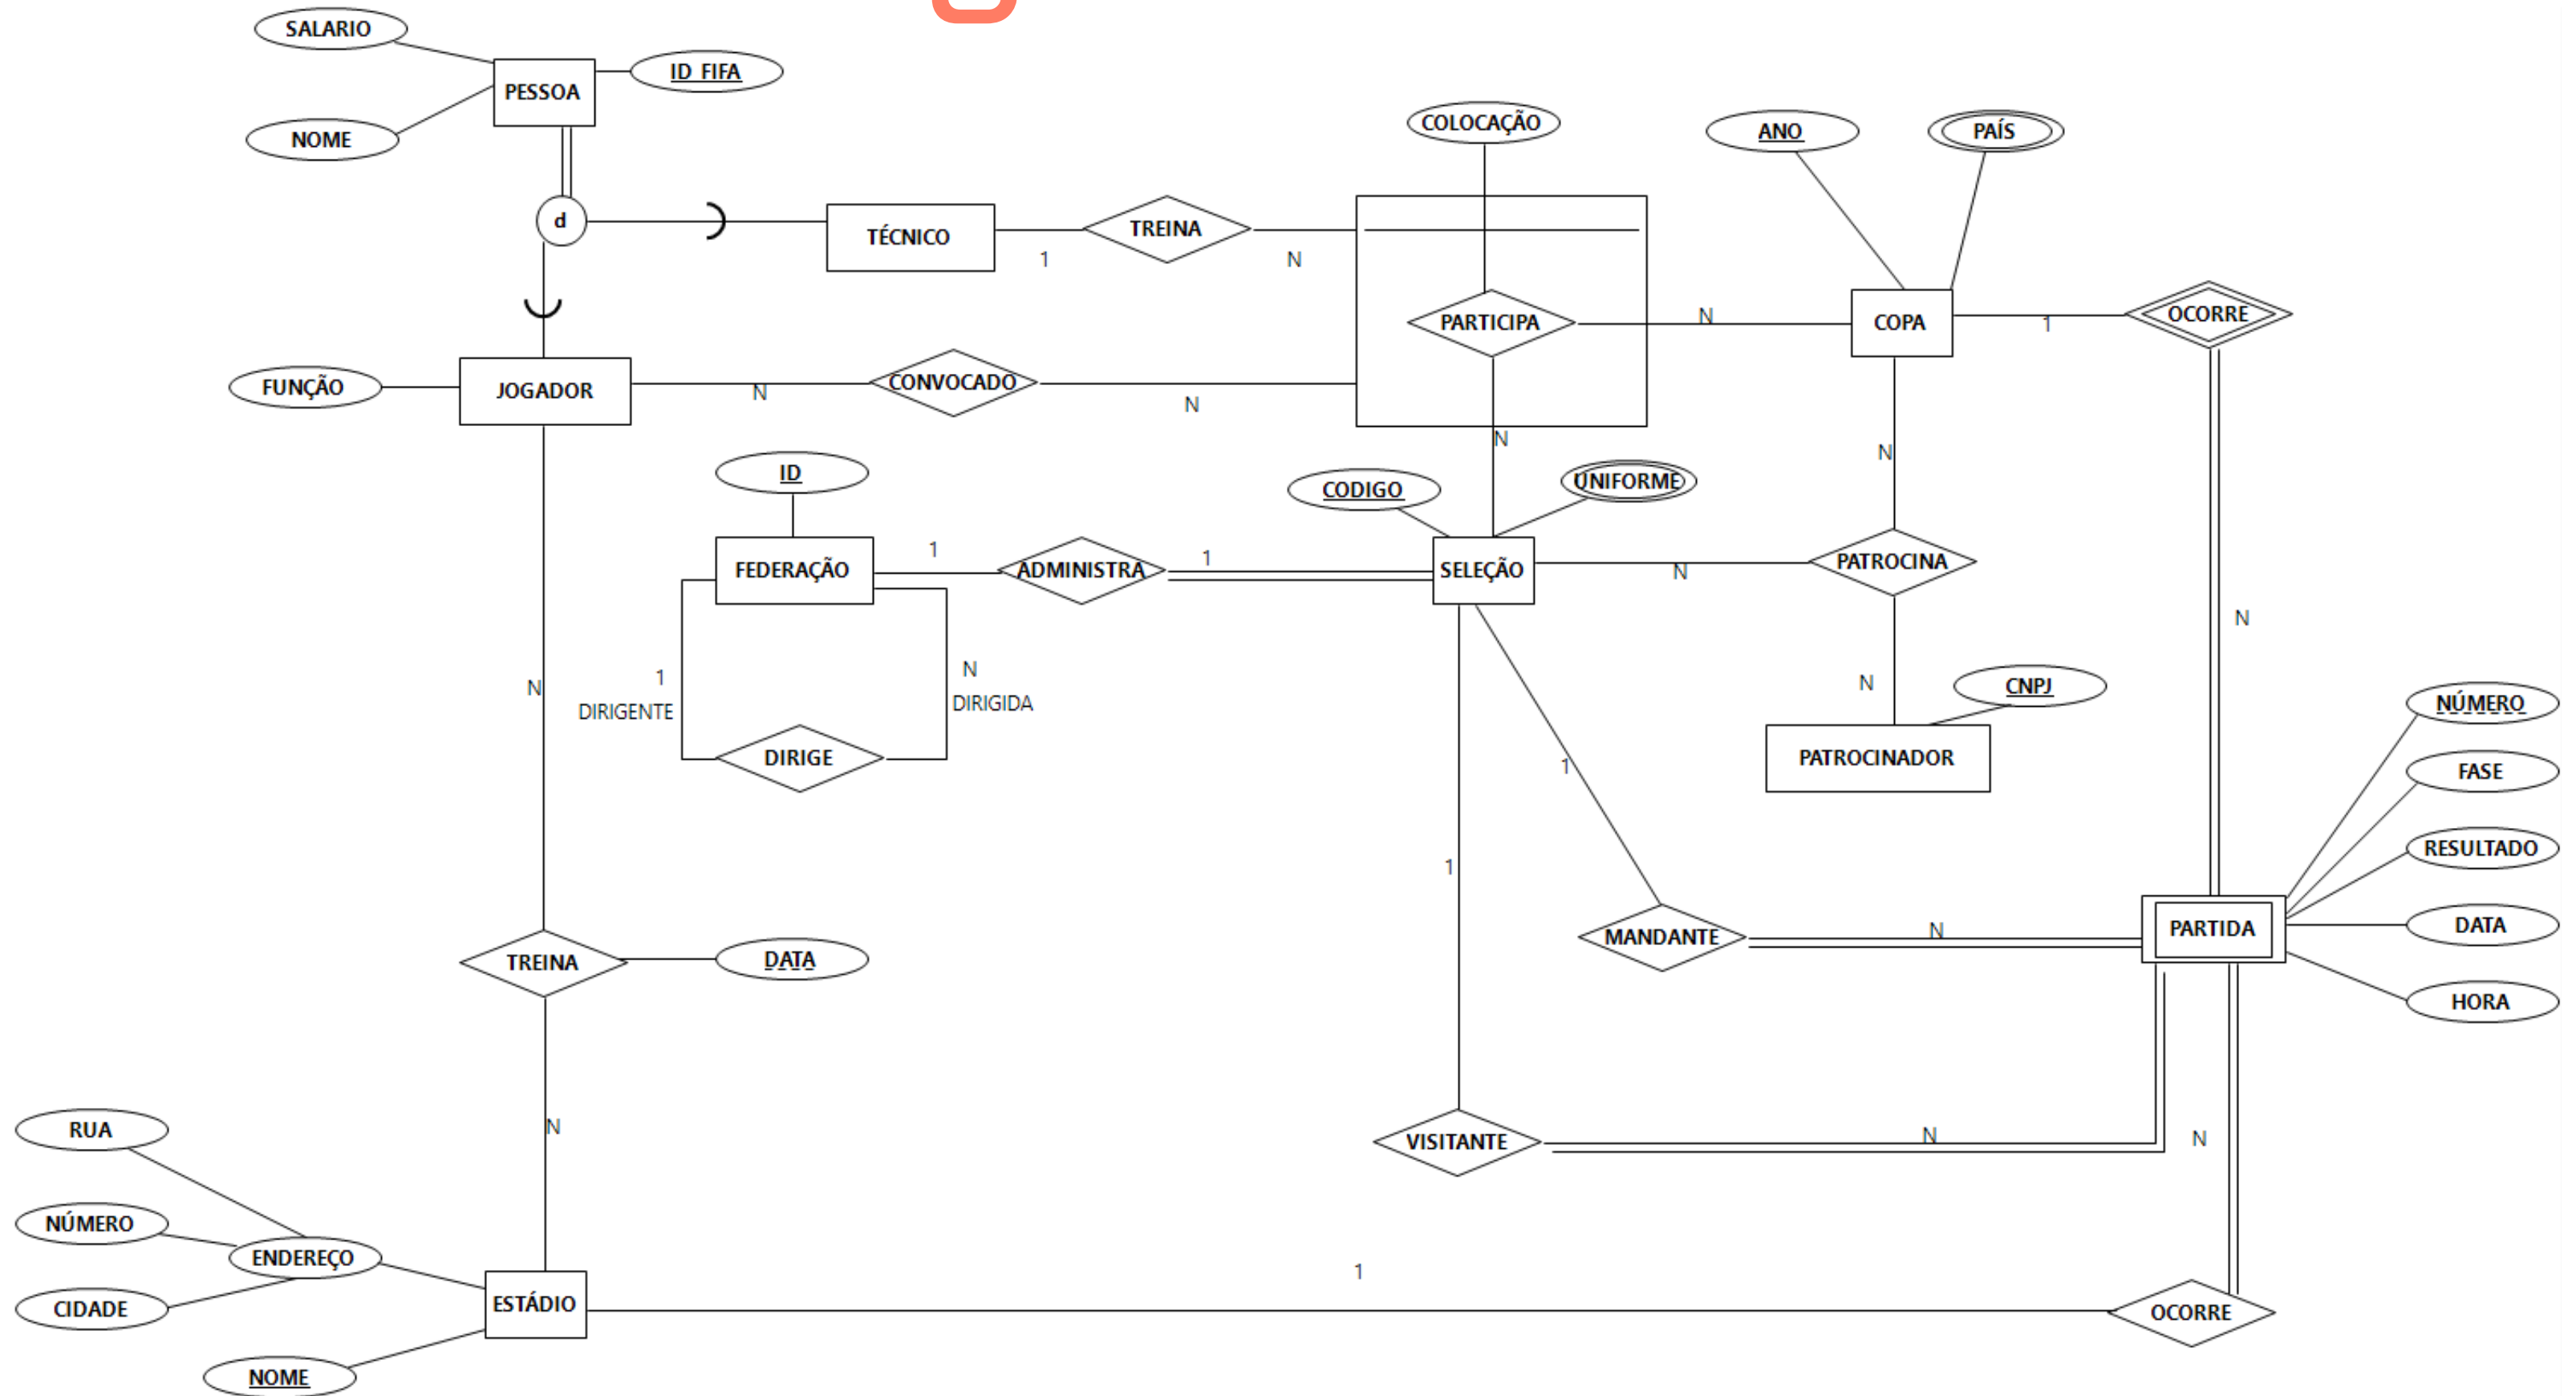 SALARIO
ID_FIFA
PESSOA
NOME
COLOCAÇÃO
ANO
PAÍS
d
TÉCNICO
1
TREINA
N
PARTICIPA
N
COPA
1
OCORRE
FUNÇÃO
JOGADOR
N
CONVOCADO
N
N
N
ID
CODIGO
UNIFORME
FEDERAÇÃO
1
ADMINISTRA
1
SELEÇÃO
N
PATROCINA
N
1
DIRIGENTE
N
DIRIGIDA
N
N
CNPJ
NÚMERO
DIRIGE
1
PATROCINADOR
FASE
RESULTADO
1
TREINA
DATA
MANDANTE
N
PARTIDA
DATA
HORA
RUA
N
VISITANTE
N
N
NÚMERO
ENDEREÇO
CIDADE
ESTÁDIO
1
OCORRE
NOME